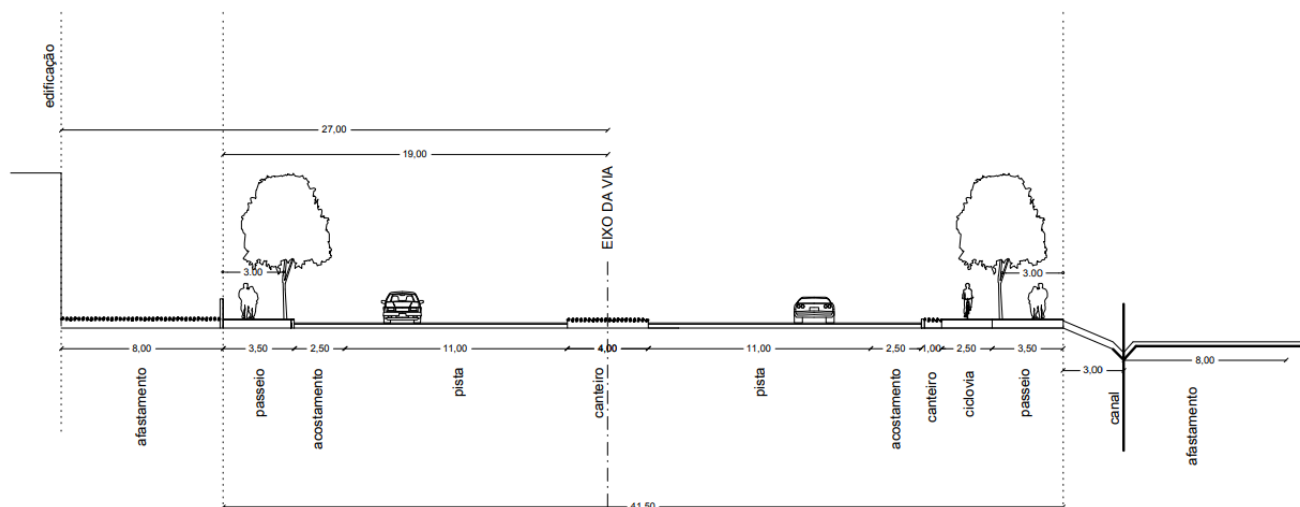 edificação
27,00
19,00
EIXO DA VIA
3.00
3.00
8,00
3,50
2,50
11,00
4,00
11,00
2,50
1,00
2,50
3,50
3,00
8,00
afastamento
passeio
acostamento
pista
canteiro
pista
acostamento
canteiro
ciclovia
passeio
canal
afastamento
41,50